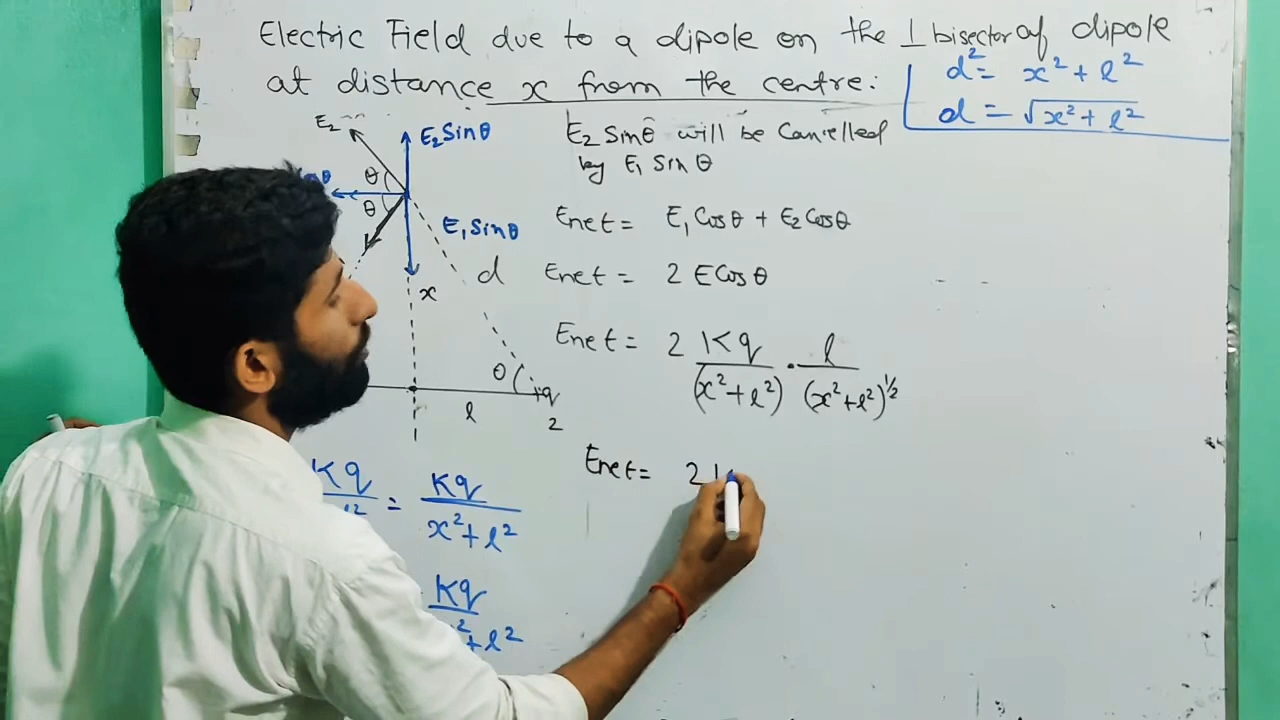 Electric Field due to a dipole on the ⊥ bisector of dipole
at distance x from the centre:
d² = x² + l²
d = √x² + l²
E₂
E₂ Sinθ
θ
θ
E₁ Sinθ
d
x
θ
+q
l
2
E₂ Sinθ will be Cancelled
by E₁ Sinθ
Enet = E₁ Cosθ + E₂ Cosθ
Enet = 2 E Cosθ
Enet = 2 Kq/(x² + l²) · l/(x² + l²)^½
Enet = 2
Kq/l² = Kq/x² + l²
Kq/² + l²